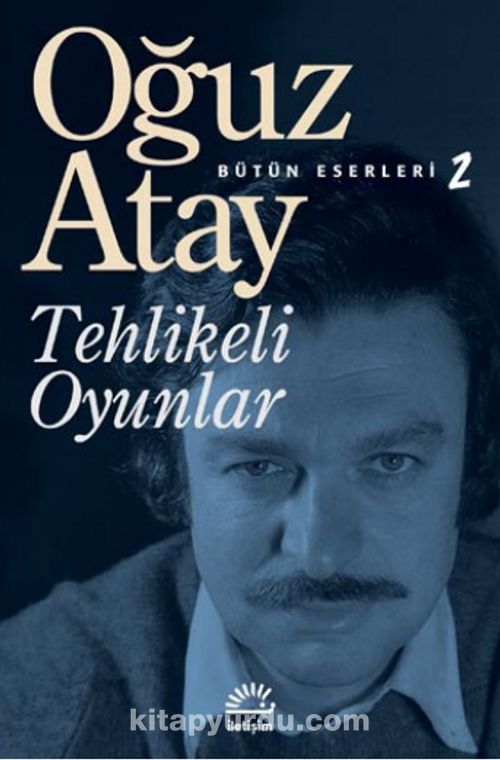 Oğuz
BÜTÜN ESERLERİ 2
Atay
Tehlikeli
Oyunlar
iletişim
kitapyurdu.com